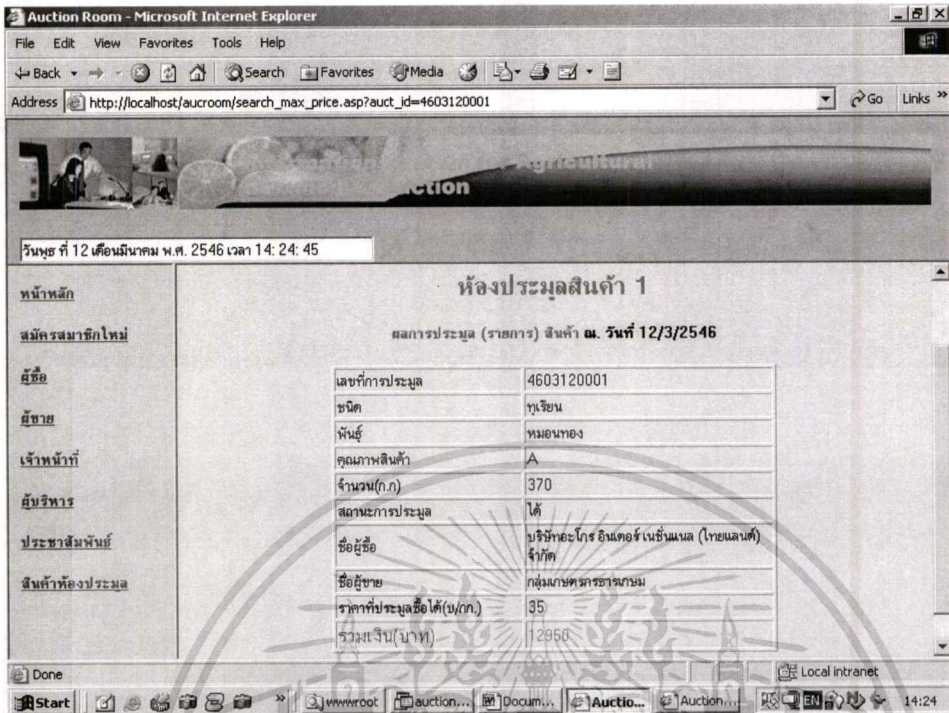 Auction Room - Microsoft Internet Explorer
File Edit View Favorites Tools Help
Back Search Favorites Media
Address http://localhost/aucroom/search_max_price.asp?auct_id=4603120001 Go Links »
Agricultural
ction
วันพุธ ที่ 12 เดือนมีนาคม พ.ศ. 2546 เวลา 14: 24: 45
หน้าหลัก
สมัครสมาชิกใหม่
ผู้ซื้อ
ผู้ขาย
เจ้าหน้าที่
ผู้บริหาร
ประชาสัมพันธ์
สินค้าห้องประมูล
ห้องประมูลสินค้า 1
ผลการประมูล (รายการ) สินค้า ณ. วันที่ 12/3/2546
เลขที่การประมูล 4603120001
ชนิด ทุเรียน
พันธุ์ หมอนทอง
คุณภาพสินค้า A
จำนวน(ก.ก) 370
สถานะการประมูล ได้
ชื่อผู้ซื้อ บริษัทอะโกร อินเตอร์ เนชั่นแนล (ไทยแลนด์) จำกัด
ชื่อผู้ขาย กลุ่มเกษตรกรธารเกษม
ราคาที่ประมูลซื้อได้(บ/กก.) 35
รวมเงิน(บาท) 12950
Done Local intranet
Start » wwwroot auction... Docum... Auctio... Auction... EN 14:24